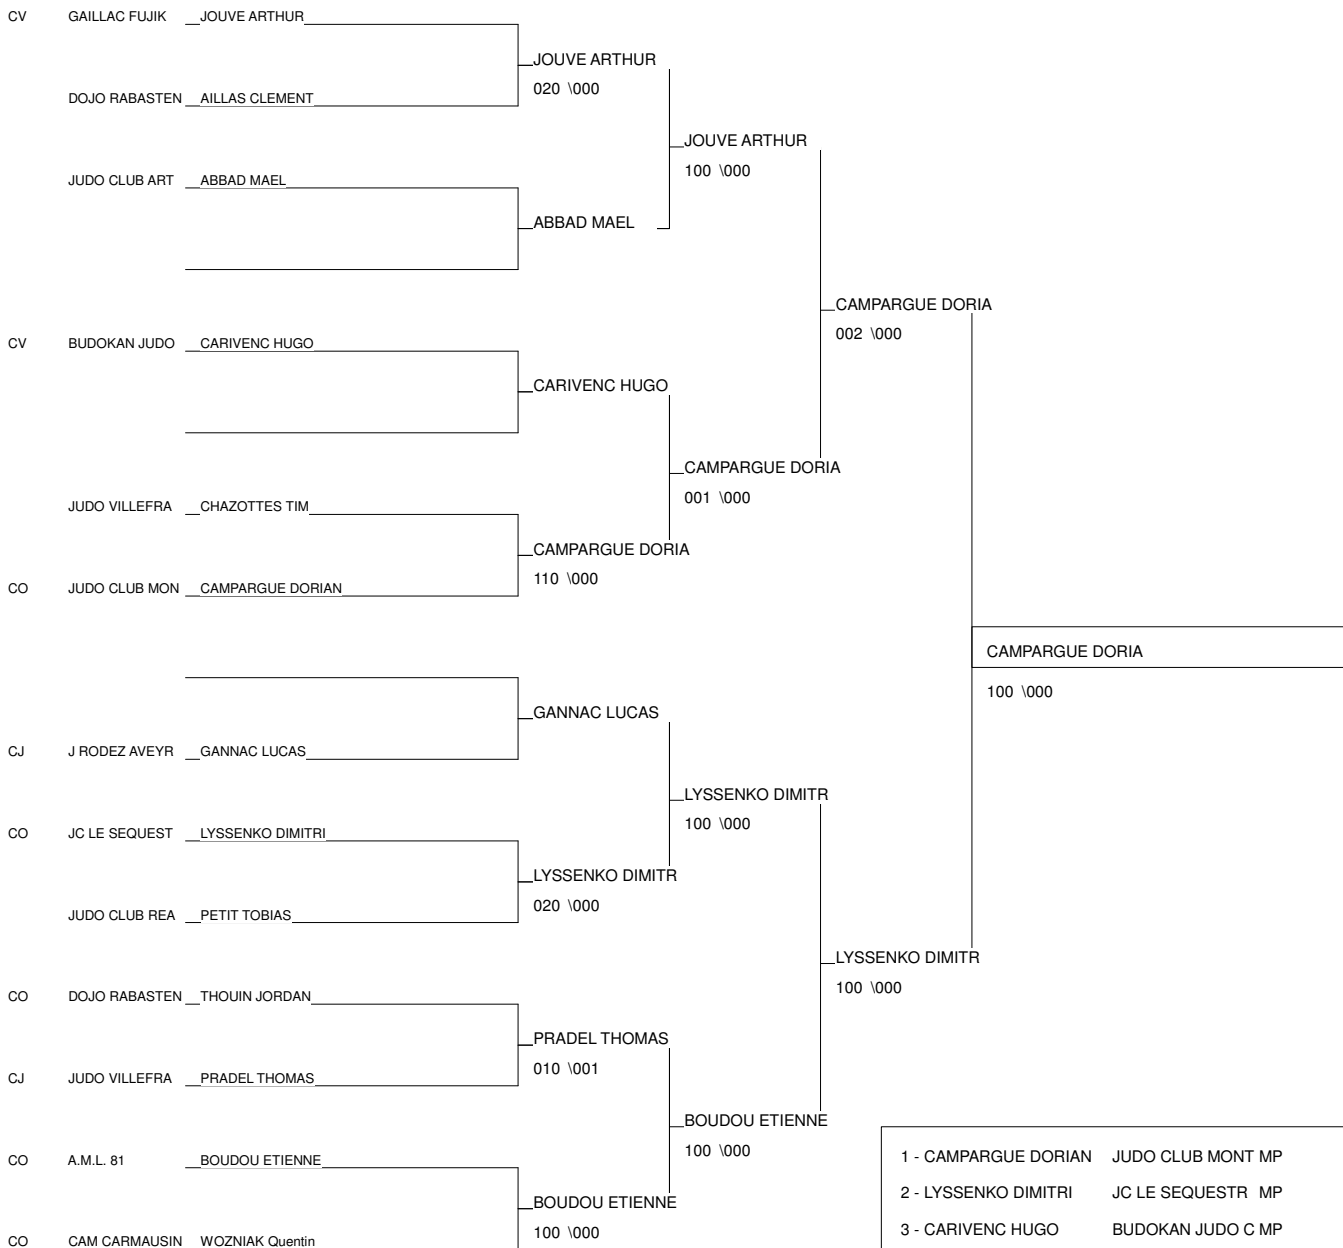 CV GAILLAC FUJIK JOUVE ARTHUR
JOUVE ARTHUR
020 \000
DOJO RABASTEN AILLAS CLEMENT
JOUVE ARTHUR
100 \000
JUDO CLUB ART ABBAD MAEL
ABBAD MAEL
CAMPARGUE DORIA
002 \000
CV BUDOKAN JUDO CARIVENC HUGO
CARIVENC HUGO
CAMPARGUE DORIA
001 \000
JUDO VILLEFRA CHAZOTTES TIM
CAMPARGUE DORIA
110 \000
CO JUDO CLUB MON CAMPARGUE DORIAN
CAMPARGUE DORIA
100 \000
GANNAC LUCAS
CJ J RODEZ AVEYR GANNAC LUCAS
LYSSENKO DIMITR
100 \000
CO JC LE SEQUEST LYSSENKO DIMITRI
LYSSENKO DIMITR
020 \000
JUDO CLUB REA PETIT TOBIAS
LYSSENKO DIMITR
100 \000
CO DOJO RABASTEN THOUIN JORDAN
PRADEL THOMAS
010 \001
CJ JUDO VILLEFRA PRADEL THOMAS
BOUDOU ETIENNE
100 \000
CO A.M.L. 81 BOUDOU ETIENNE
BOUDOU ETIENNE
100 \000
CO CAM CARMAUSIN WOZNIAK Quentin
1 - CAMPARGUE DORIAN JUDO CLUB MONT MP
2 - LYSSENKO DIMITRI JC LE SEQUESTR MP
3 - CARIVENC HUGO BUDOKAN JUDO C MP